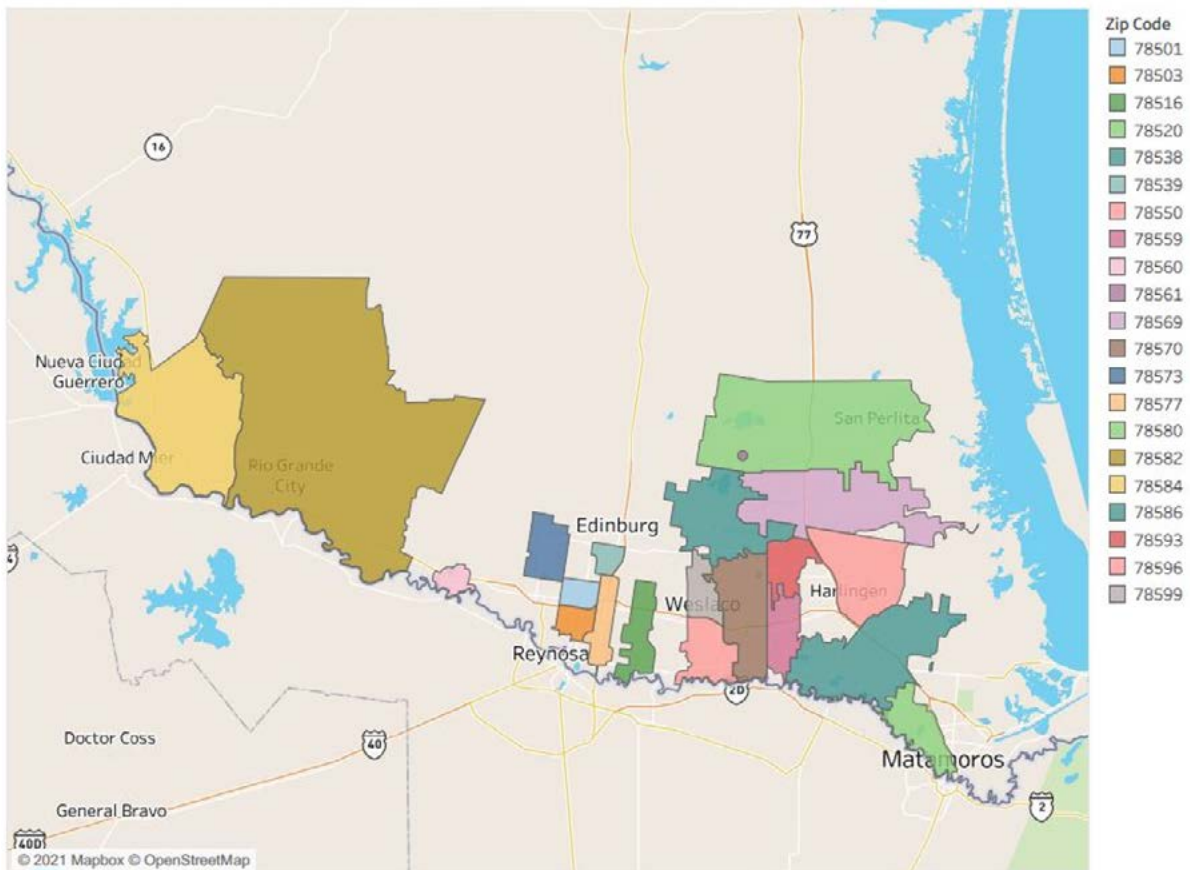 Zip Code
78501
78503
78516
78520
78538
78539
78550
78559
78560
78561
78569
78570
78573
78577
78580
78582
78584
78586
78593
78596
78599
16
77
Nueva Ciudad
Guerrero
San Perlita
Ciudad Mier
Rio Grande
City
Edinburg
Weslaco
Harlingen
Reynosa
2D
Doctor Coss
40
Matamoros
General Bravo
2
40D
© 2021 Mapbox © OpenStreetMap